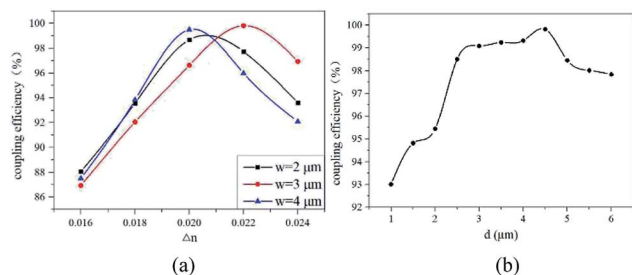 coupling efficiency (%)
100
98
96
94
92
90
88
86
0.016 0.018 0.020 0.022 0.024
△n
w=2 μm
w=3 μm
w=4 μm
(a)
coupling efficiency (%)
101
100
99
98
97
96
95
94
93
92
1 2 3 4 5 6
d (μm)
(b)